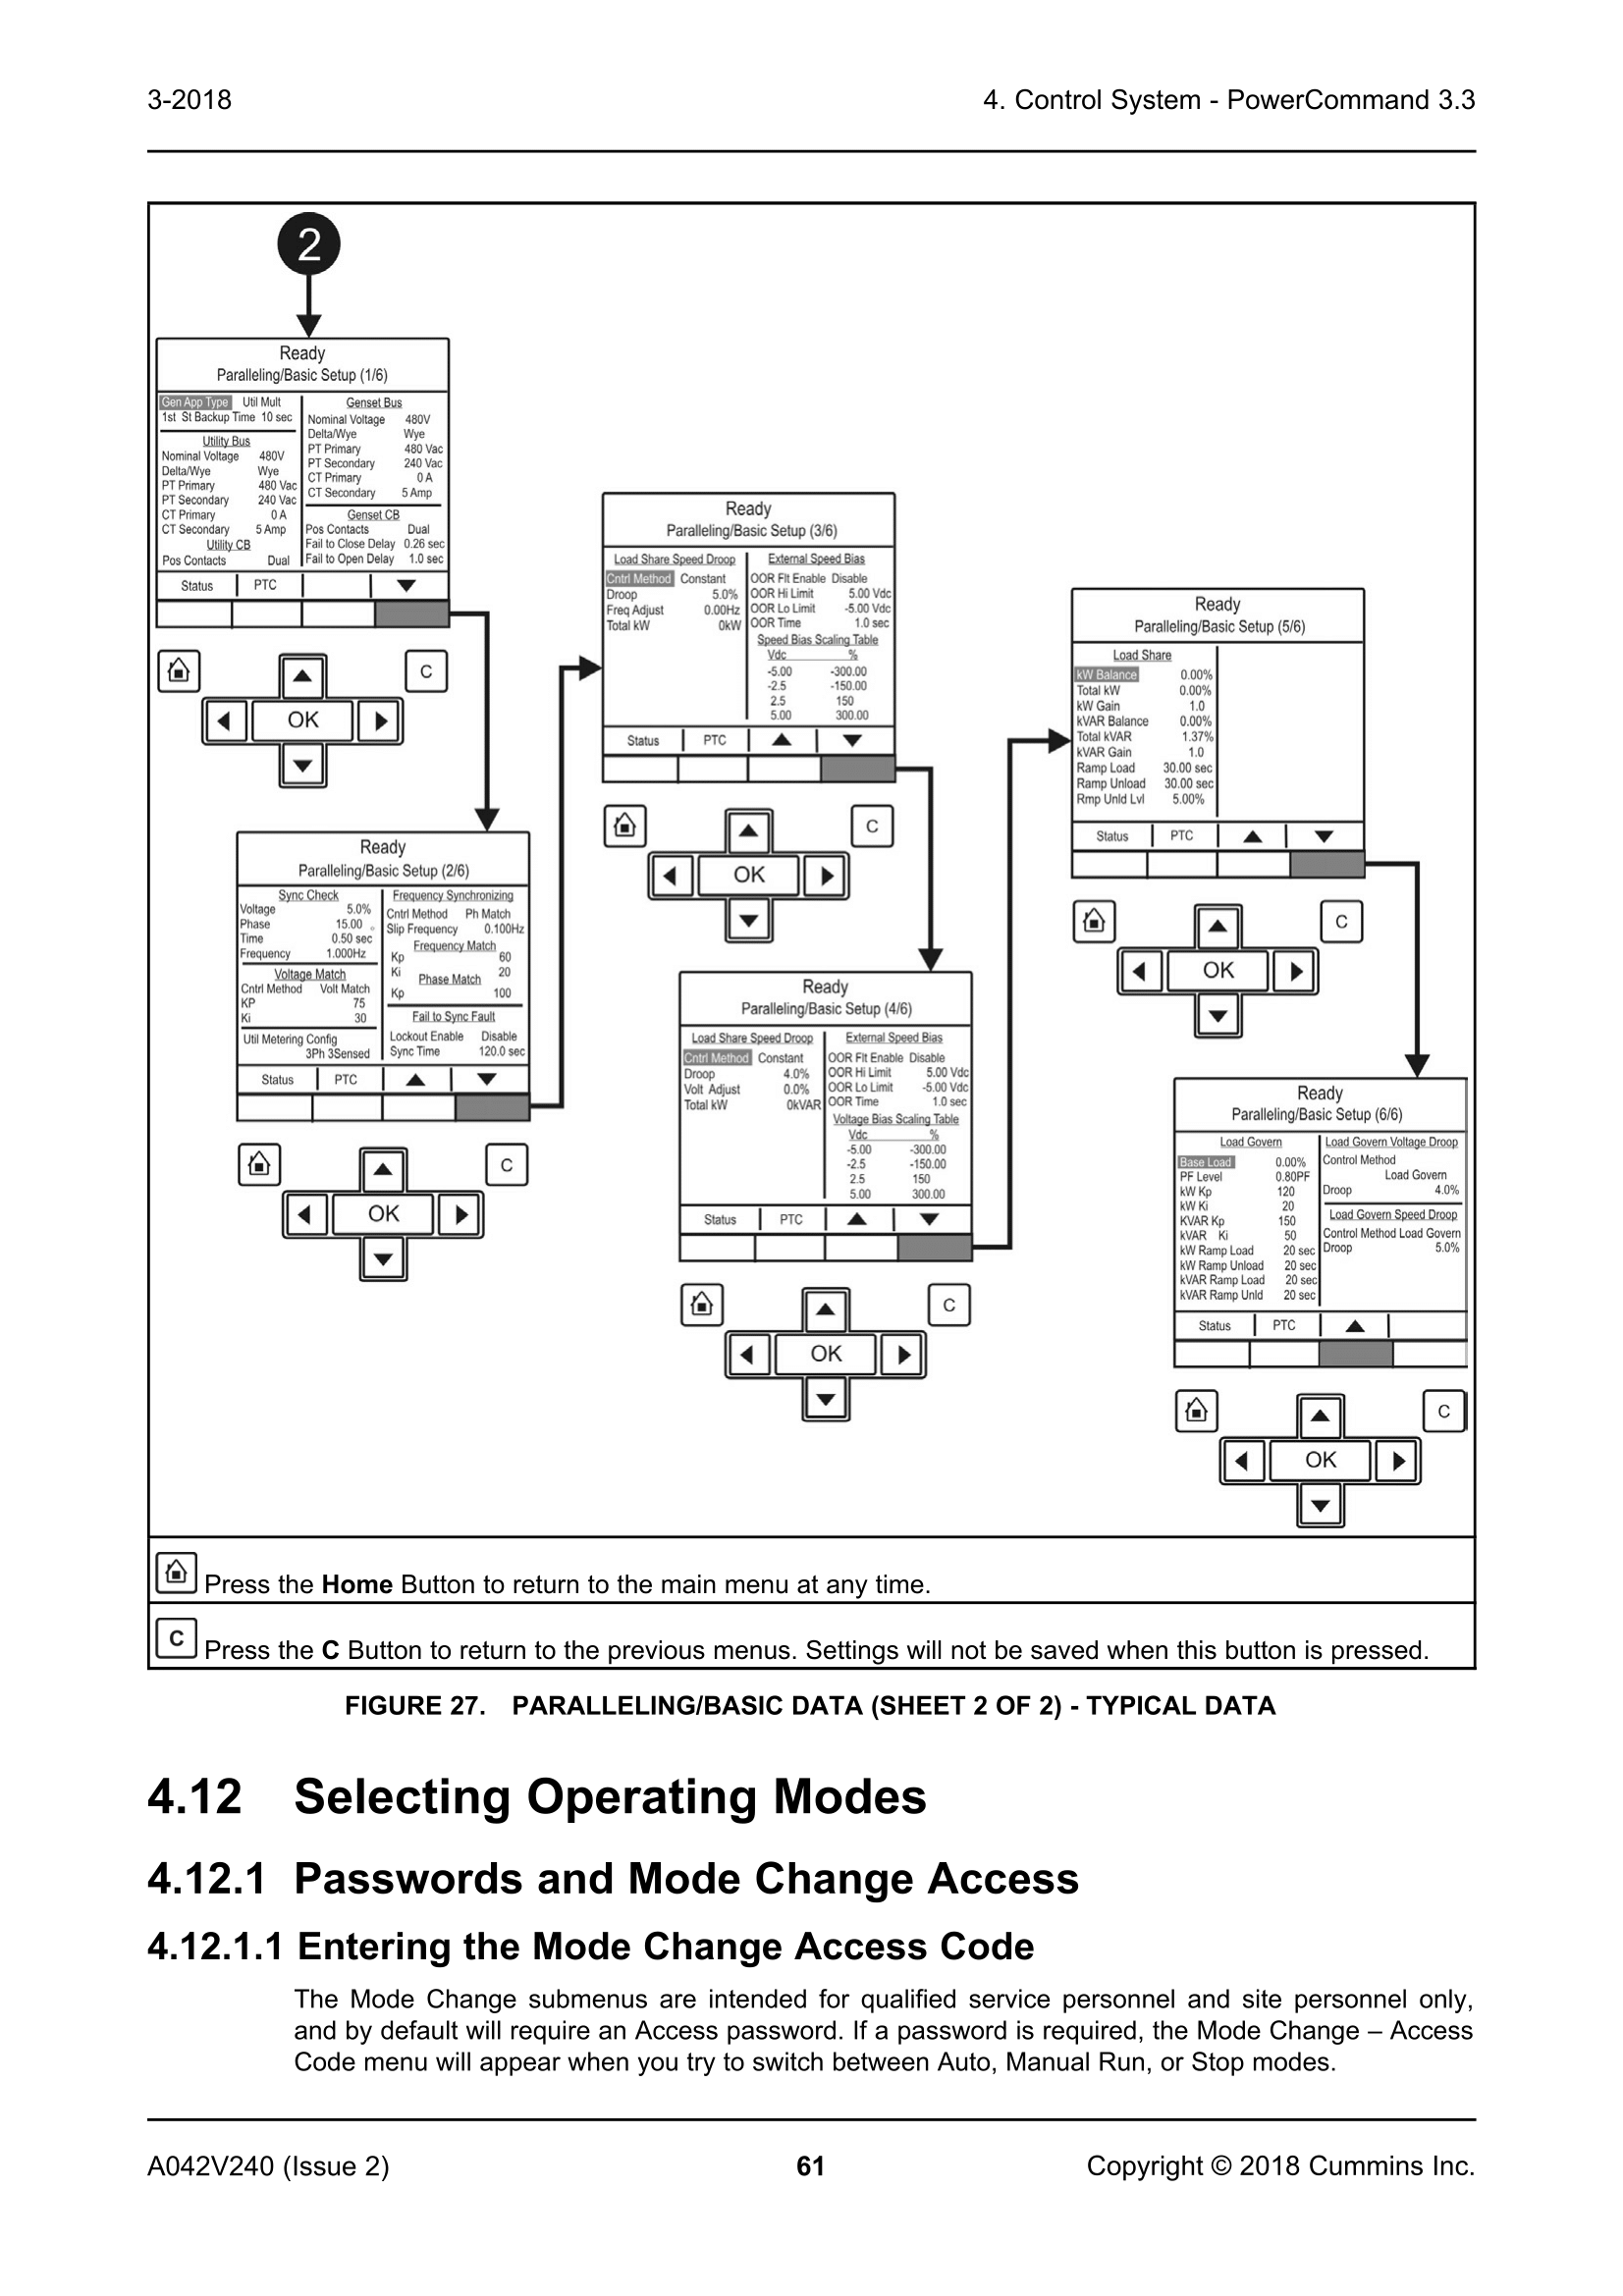 3-2018 4. Control System - PowerCommand 3.3
2
Ready
Paralleling/Basic Setup (1/6)
Gen App Type Util Mult
1st St Backup Time 10 sec
Utility Bus
Nominal Voltage 480V
Delta/Wye Wye
PT Primary 480 Vac
PT Secondary 240 Vac
CT Primary 0 A
CT Secondary 5 Amp
Utility CB
Pos Contacts Dual
Genset Bus
Nominal Voltage 480V
Delta/Wye Wye
PT Primary 480 Vac
PT Secondary 240 Vac
CT Primary 0 A
CT Secondary 5 Amp
Genset CB
Pos Contacts Dual
Fail to Close Delay 0.26 sec
Fail to Open Delay 1.0 sec
Status PTC
C
OK
Ready
Paralleling/Basic Setup (2/6)
Sync Check
Voltage 5.0%
Phase 15.00 °
Time 0.50 sec
Frequency 1.000Hz
Voltage Match
Cntrl Method Volt Match
KP 75
Ki 30
Util Metering Config
3Ph 3Sensed
Frequency Synchronizing
Cntrl Method Ph Match
Slip Frequency 0.100Hz
Frequency Match
Kp 60
Ki 20
Phase Match
Kp 100
Fail to Sync Fault
Lockout Enable Disable
Sync Time 120.0 sec
Status PTC
C
OK
Ready
Paralleling/Basic Setup (3/6)
Load Share Speed Droop
Cntrl Method Constant
Droop 5.0%
Freq Adjust 0.00Hz
Total kW 0kW
External Speed Bias
OOR Flt Enable Disable
OOR Hi Limit 5.00 Vdc
OOR Lo Limit -5.00 Vdc
OOR Time 1.0 sec
Speed Bias Scaling Table
Vdc %
-5.00 -300.00
-2.5 -150.00
2.5 150
5.00 300.00
Status PTC
C
OK
Ready
Paralleling/Basic Setup (4/6)
Load Share Speed Droop
Cntrl Method Constant
Droop 4.0%
Volt Adjust 0.0%
Total kW 0kVAR
External Speed Bias
OOR Flt Enable Disable
OOR Hi Limit 5.00 Vdc
OOR Lo Limit -5.00 Vdc
OOR Time 1.0 sec
Voltage Bias Scaling Table
Vdc %
-5.00 -300.00
-2.5 -150.00
2.5 150
5.00 300.00
Status PTC
C
OK
Ready
Paralleling/Basic Setup (5/6)
Load Share
kW Balance 0.00%
Total kW 0.00%
kW Gain 1.0
kVAR Balance 0.00%
Total kVAR 1.37%
kVAR Gain 1.0
Ramp Load 30.00 sec
Ramp Unload 30.00 sec
Rmp Unld Lvl 5.00%
Status PTC
C
OK
Ready
Paralleling/Basic Setup (6/6)
Load Govern
Base Load 0.00%
PF Level 0.80PF
kW Kp 120
kW Ki 20
KVAR Kp 150
kVAR Ki 50
kW Ramp Load 20 sec
kW Ramp Unload 20 sec
kVAR Ramp Load 20 sec
kVAR Ramp Unld 20 sec
Load Govern Voltage Droop
Control Method
Load Govern
Droop 4.0%
Load Govern Speed Droop
Control Method Load Govern
Droop 5.0%
Status PTC
C
OK
Press the Home Button to return to the main menu at any time.
C Press the C Button to return to the previous menus. Settings will not be saved when this button is pressed.
FIGURE 27. PARALLELING/BASIC DATA (SHEET 2 OF 2) - TYPICAL DATA
4.12 Selecting Operating Modes
4.12.1 Passwords and Mode Change Access
4.12.1.1 Entering the Mode Change Access Code
The Mode Change submenus are intended for qualified service personnel and site personnel only,
and by default will require an Access password. If a password is required, the Mode Change – Access
Code menu will appear when you try to switch between Auto, Manual Run, or Stop modes.
A042V240 (Issue 2) 61 Copyright © 2018 Cummins Inc.